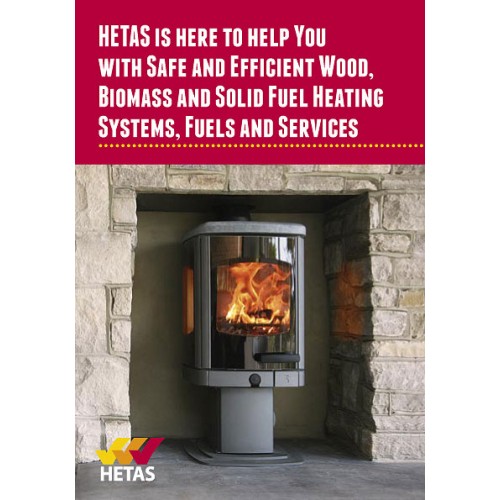 HETAS is here to help You
with Safe and Efficient Wood,
Biomass and Solid Fuel Heating
Systems, Fuels and Services
HETAS